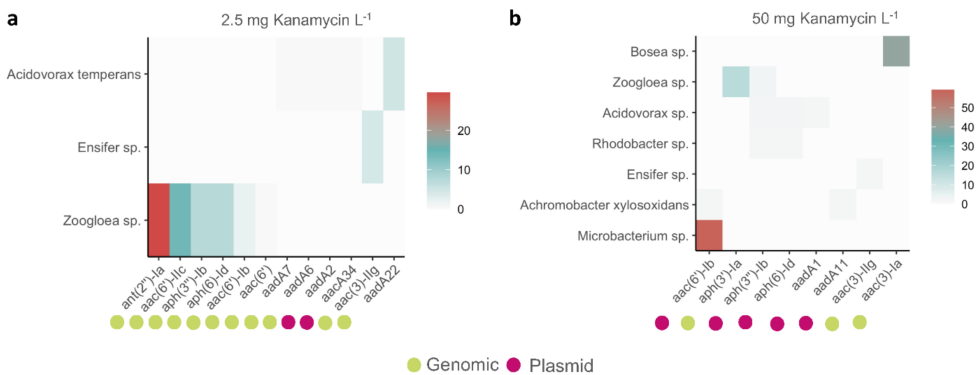 a
2.5 mg Kanamycin L-1
Acidovorax temperans
Ensifer sp.
Zoogloea sp.
20
10
0
ant(2'')-Ia
aac(6')-IIc
aph(3'')-Ib
aph(6)-Id
aac(6')-Ib
aac(6')
aadA7
aadA6
aadA2
aacA34
aac(3)-IIg
aadA22
b
50 mg Kanamycin L-1
Bosea sp.
Zoogloea sp.
Acidovorax sp.
Rhodobacter sp.
Ensifer sp.
Achromobacter xylosoxidans
Microbacterium sp.
50
40
30
20
10
0
aac(6')-Ib
aph(3')-Ia
aph(3'')-Ib
aph(6)-Id
aadA1
aadA11
aac(3)-IIg
aac(3)-Ia
Genomic
Plasmid